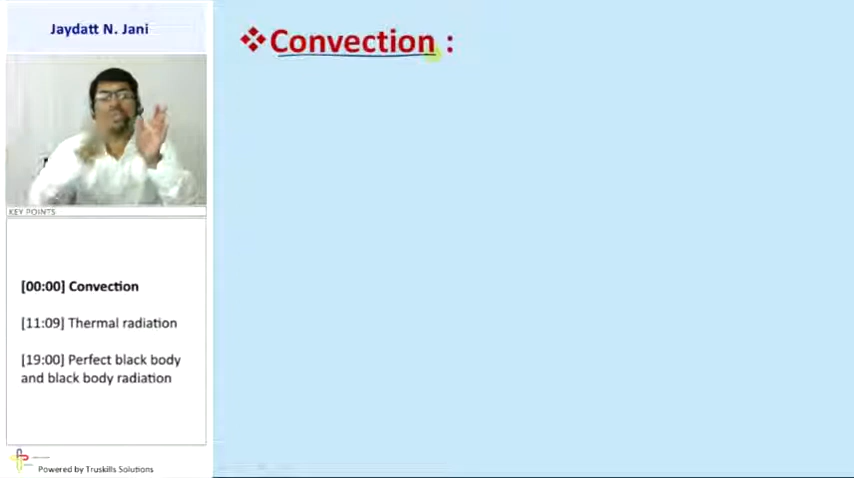 Jaydatt N. Jani
❖Convection :
KEY POINTS
[00:00] Convection
[11:09] Thermal radiation
[19:00] Perfect black body
and black body radiation
Powered by Truskills Solutions